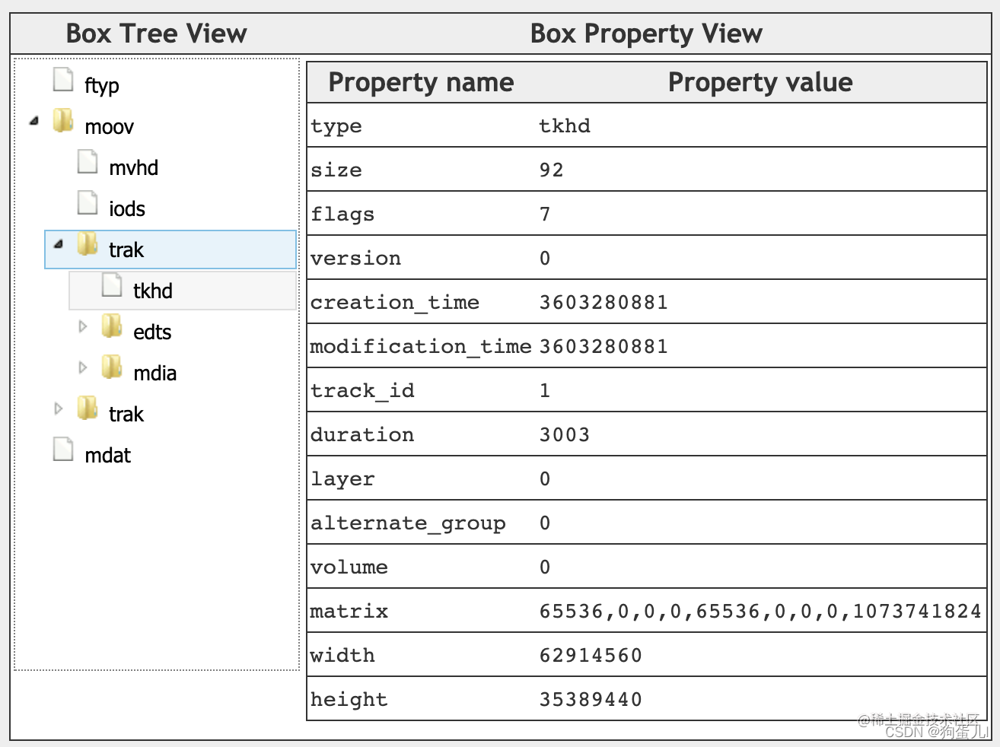 Box Tree View
Box Property View
ftyp
moov
mvhd
iods
trak
tkhd
edts
mdia
trak
mdat
Property name Property value
type tkhd
size 92
flags 7
version 0
creation_time 3603280881
modification_time 3603280881
track_id 1
duration 3003
layer 0
alternate_group 0
volume 0
matrix 65536,0,0,0,65536,0,0,0,1073741824
width 62914560
height 35389440
@稀土掘金技术社区
CSDN @狗蛋儿l